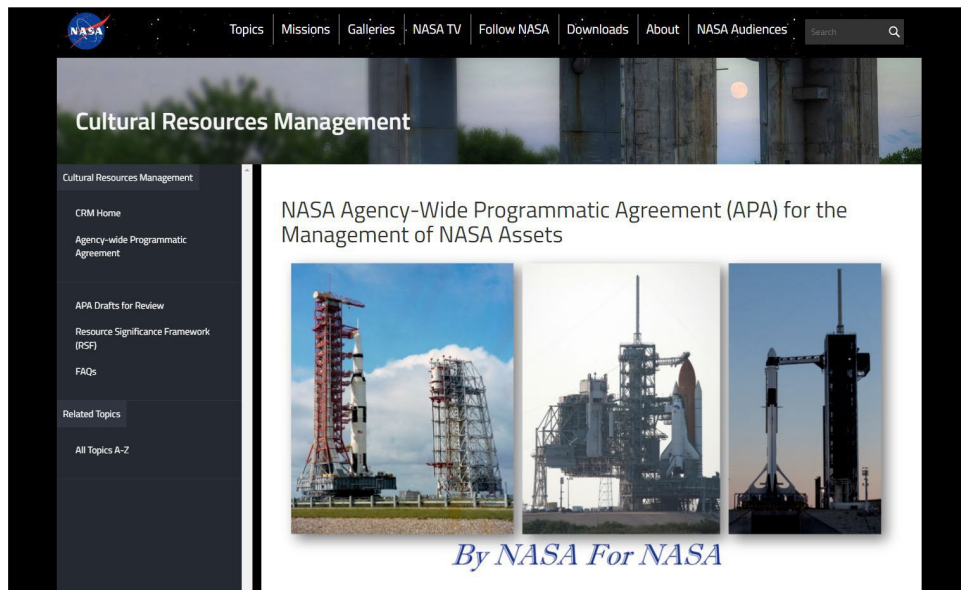 NASA
Topics
Missions
Galleries
NASA TV
Follow NASA
Downloads
About
NASA Audiences
Search
Cultural Resources Management
Cultural Resources Management
CRM Home
Agency-wide Programmatic
Agreement
APA Drafts for Review
Resource Significance Framework
(RSF)
FAQs
Related Topics
All Topics A-Z
NASA Agency-Wide Programmatic Agreement (APA) for the
Management of NASA Assets
By NASA For NASA